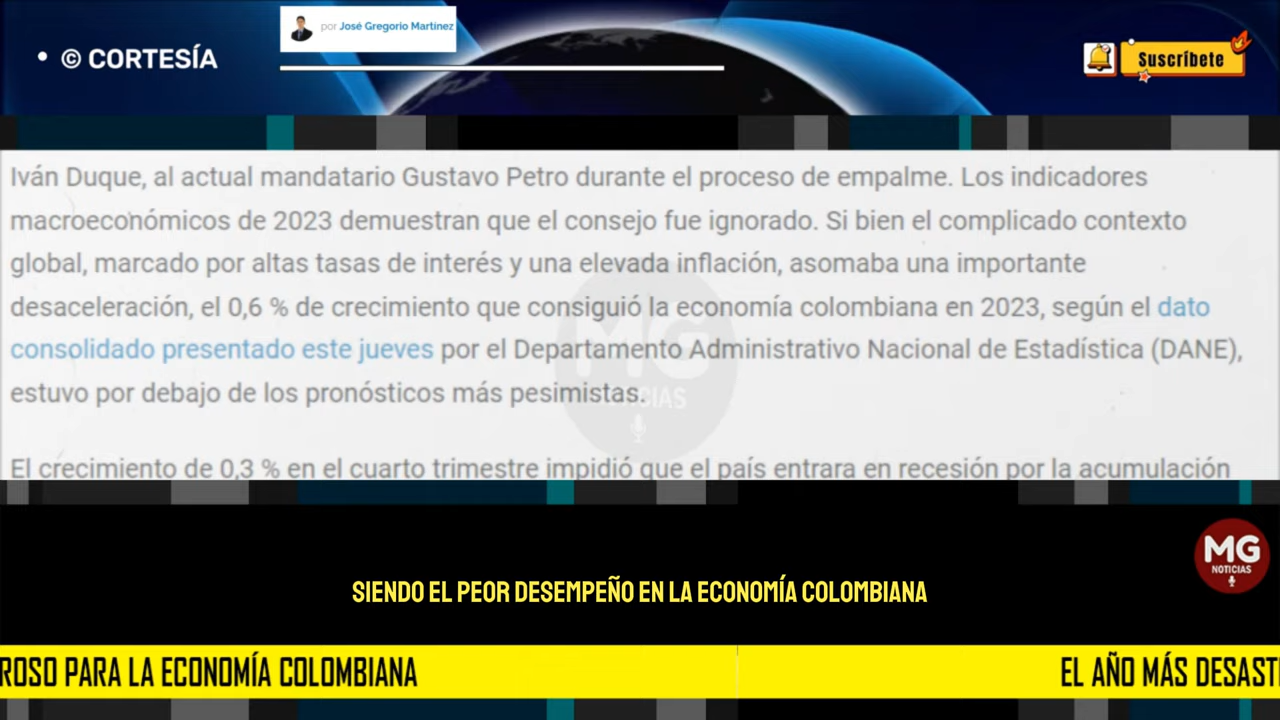 por José Gregorio Martínez
• © CORTESÍA
Suscríbete
Iván Duque, al actual mandatario Gustavo Petro durante el proceso de empalme. Los indicadores
macroeconómicos de 2023 demuestran que el consejo fue ignorado. Si bien el complicado contexto
global, marcado por altas tasas de interés y una elevada inflación, asomaba una importante
desaceleración, el 0,6 % de crecimiento que consiguió la economía colombiana en 2023, según el dato
consolidado presentado este jueves por el Departamento Administrativo Nacional de Estadística (DANE),
estuvo por debajo de los pronósticos más pesimistas.
El crecimiento de 0,3 % en el cuarto trimestre impidió que el país entrara en recesión por la acumulación
MG
NOTICIAS
MG
NOTICIAS
SIENDO EL PEOR DESEMPEÑO EN LA ECONOMÍA COLOMBIANA
ROSO PARA LA ECONOMÍA COLOMBIANA
EL AÑO MÁS DESAST